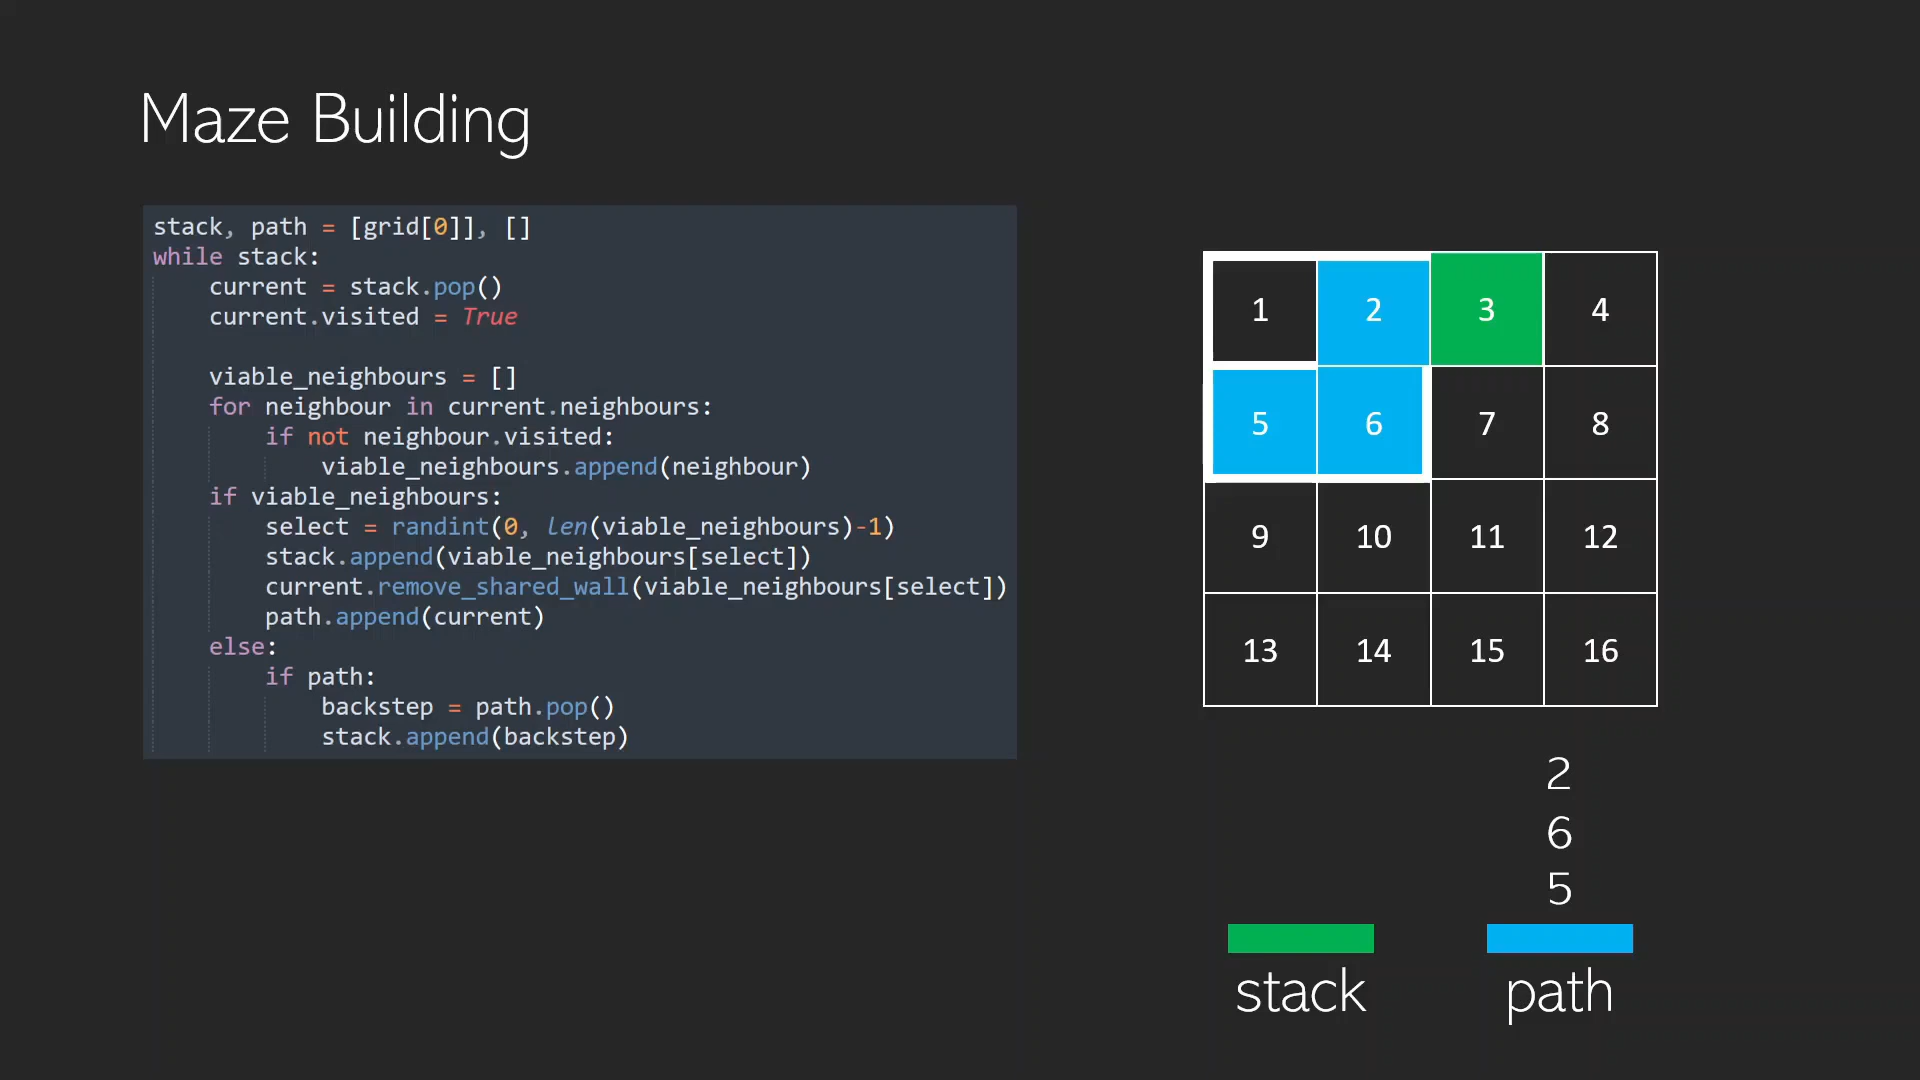 Maze Building
stack, path = [grid[0]], []
while stack:
    current = stack.pop()
    current.visited = True

    viable_neighbours = []
    for neighbour in current.neighbours:
        if not neighbour.visited:
            viable_neighbours.append(neighbour)
    if viable_neighbours:
        select = randint(0, len(viable_neighbours)-1)
        stack.append(viable_neighbours[select])
        current.remove_shared_wall(viable_neighbours[select])
        path.append(current)
    else:
        if path:
            backstep = path.pop()
            stack.append(backstep)
1 2 3 4
5 6 7 8
9 10 11 12
13 14 15 16
2
6
5
stack path